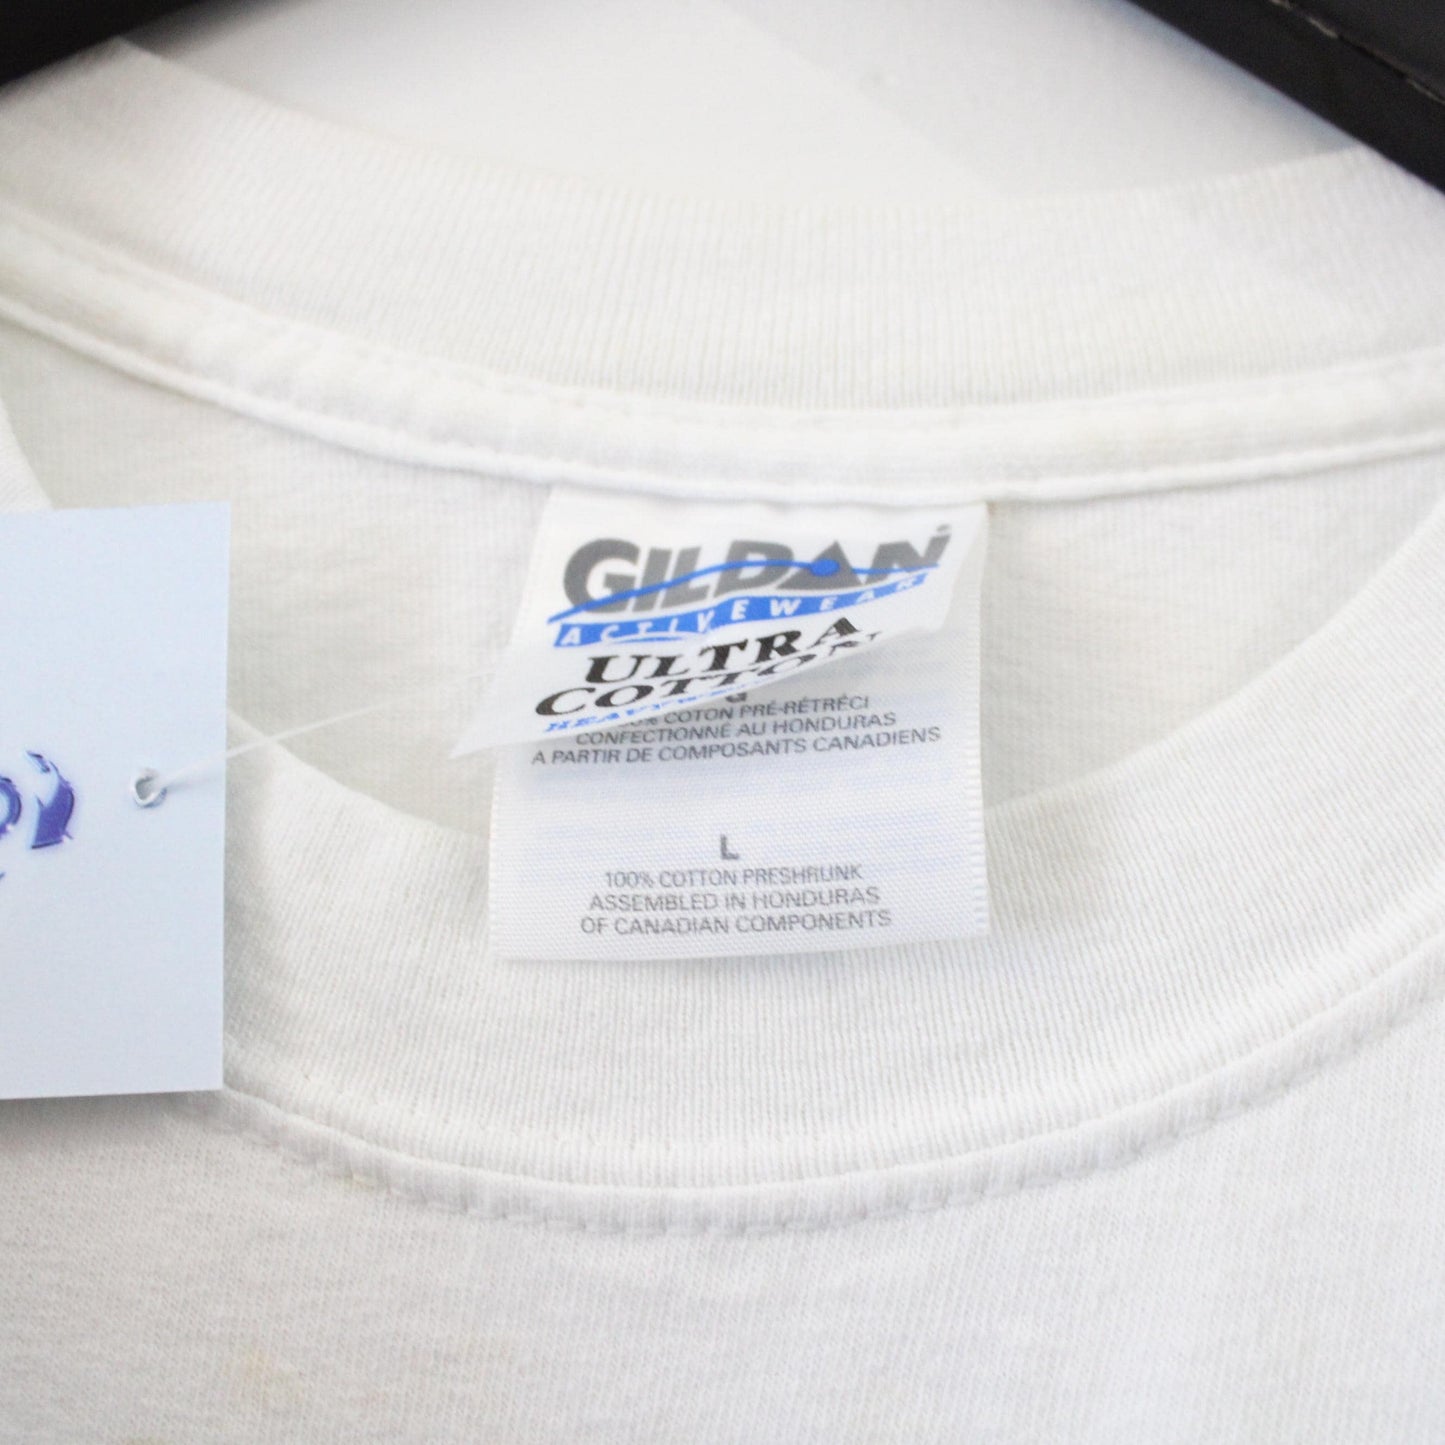 GILDAN
ACTIVEWEAR
ULTRA
COTTON
G
100% COTON PRÉ-RÉTRÉCI
CONFECTIONNÉ AU HONDURAS
A PARTIR DE COMPOSANTS CANADIENS
L
100% COTTON PRESHRUNK
ASSEMBLED IN HONDURAS
OF CANADIAN COMPONENTS